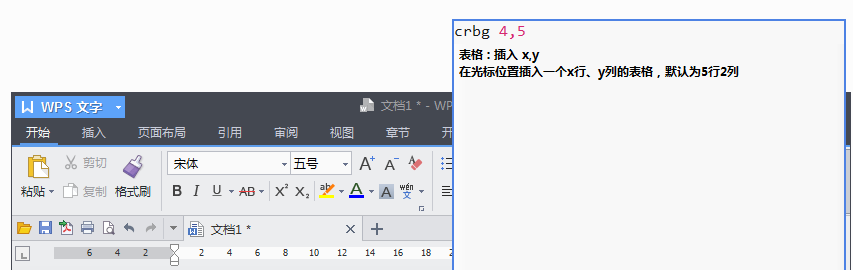 crbg 4,5
表格：插入 x,y
在光标位置插入一个x行、y列的表格，默认为5行2列
W WPS 文字
文档1 * - WP
开始 插入 页面布局 引用 审阅 视图 章节 开
粘贴 剪切 复制 格式刷
宋体 五号 A+ A-
B I U AB X² X₂ ab A A wén文
文档1 * × +
L 6 4 2 2 4 6 8 10 12 14 16 18 2